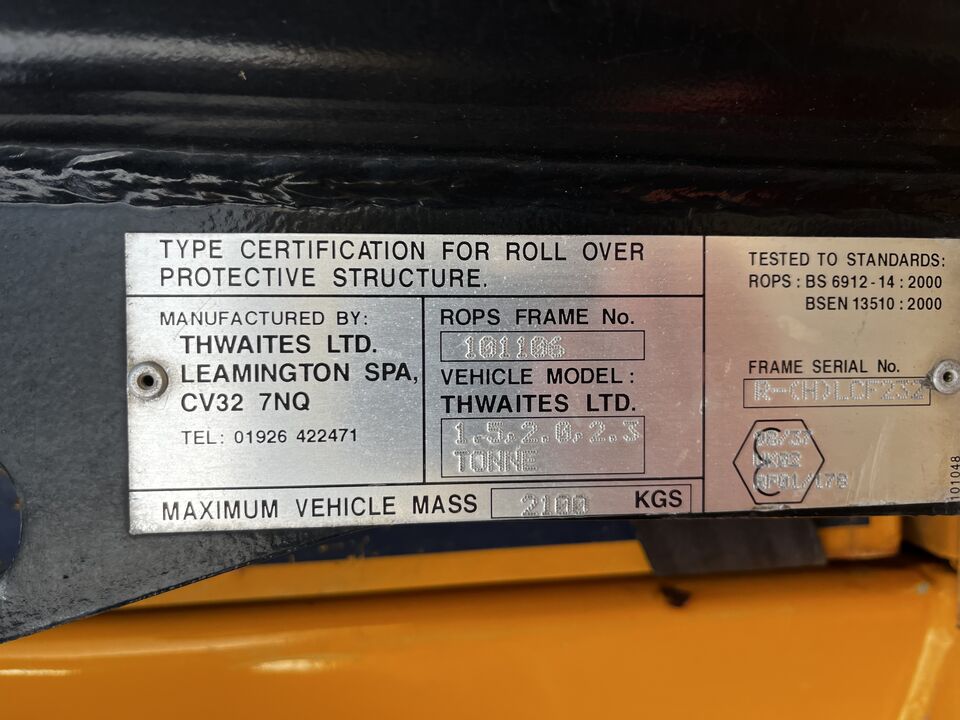 TYPE CERTIFICATION FOR ROLL OVER
PROTECTIVE STRUCTURE.
MANUFACTURED BY:
THWAITES LTD.
LEAMINGTON SPA,
CV32 7NQ
TEL: 01926 422471
ROPS FRAME No.
101106
VEHICLE MODEL:
THWAITES LTD.
1.5,2.0,2.3
TONNE
MAXIMUM VEHICLE MASS 2100 KGS
TESTED TO STANDARDS:
ROPS: BS 6912-14:2000
BSEN 13510:2000
FRAME SERIAL No.
R-(H)LCF232
101048